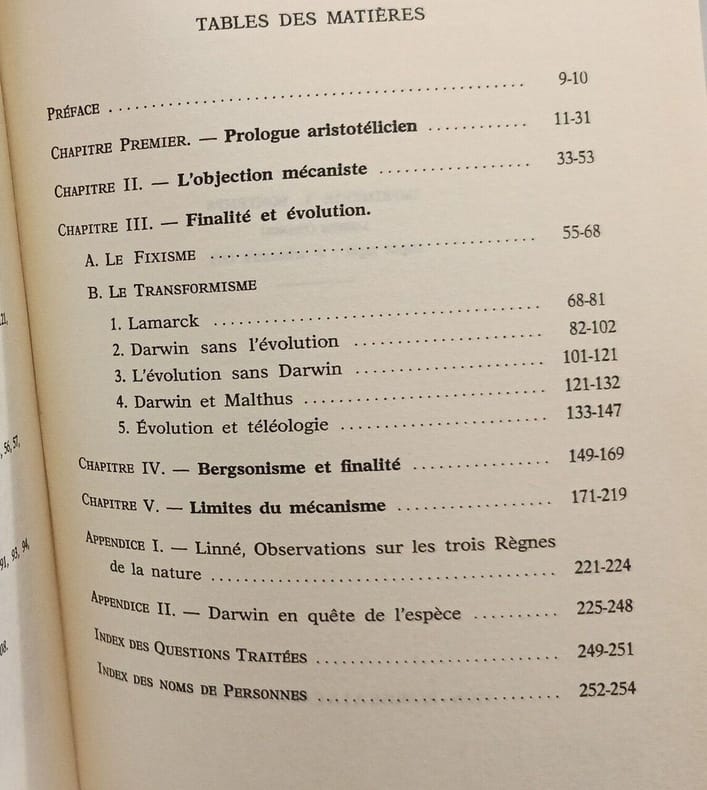 TABLES DES MATIÈRES
PRÉFACE ........ 9-10
CHAPITRE PREMIER. — Prologue aristotélicien ........ 11-31
CHAPITRE II. — L'objection mécaniste ........ 33-53
CHAPITRE III. — Finalité et évolution.
A. LE FIXISME ........ 55-68
B. LE TRANSFORMISME
1. Lamarck ........ 68-81
2. Darwin sans l'évolution ........ 82-102
3. L'évolution sans Darwin ........ 101-121
4. Darwin et Malthus ........ 121-132
5. Évolution et téléologie ........ 133-147
CHAPITRE IV. — Bergsonisme et finalité ........ 149-169
CHAPITRE V. — Limites du mécanisme ........ 171-219
APPENDICE I. — Linné, Observations sur les trois Règnes
de la nature ........ 221-224
APPENDICE II. — Darwin en quête de l'espèce ........ 225-248
INDEX DES QUESTIONS TRAITÉES ........ 249-251
INDEX DES NOMS DE PERSONNES ........ 252-254
56, 57,
91, 93, 94,